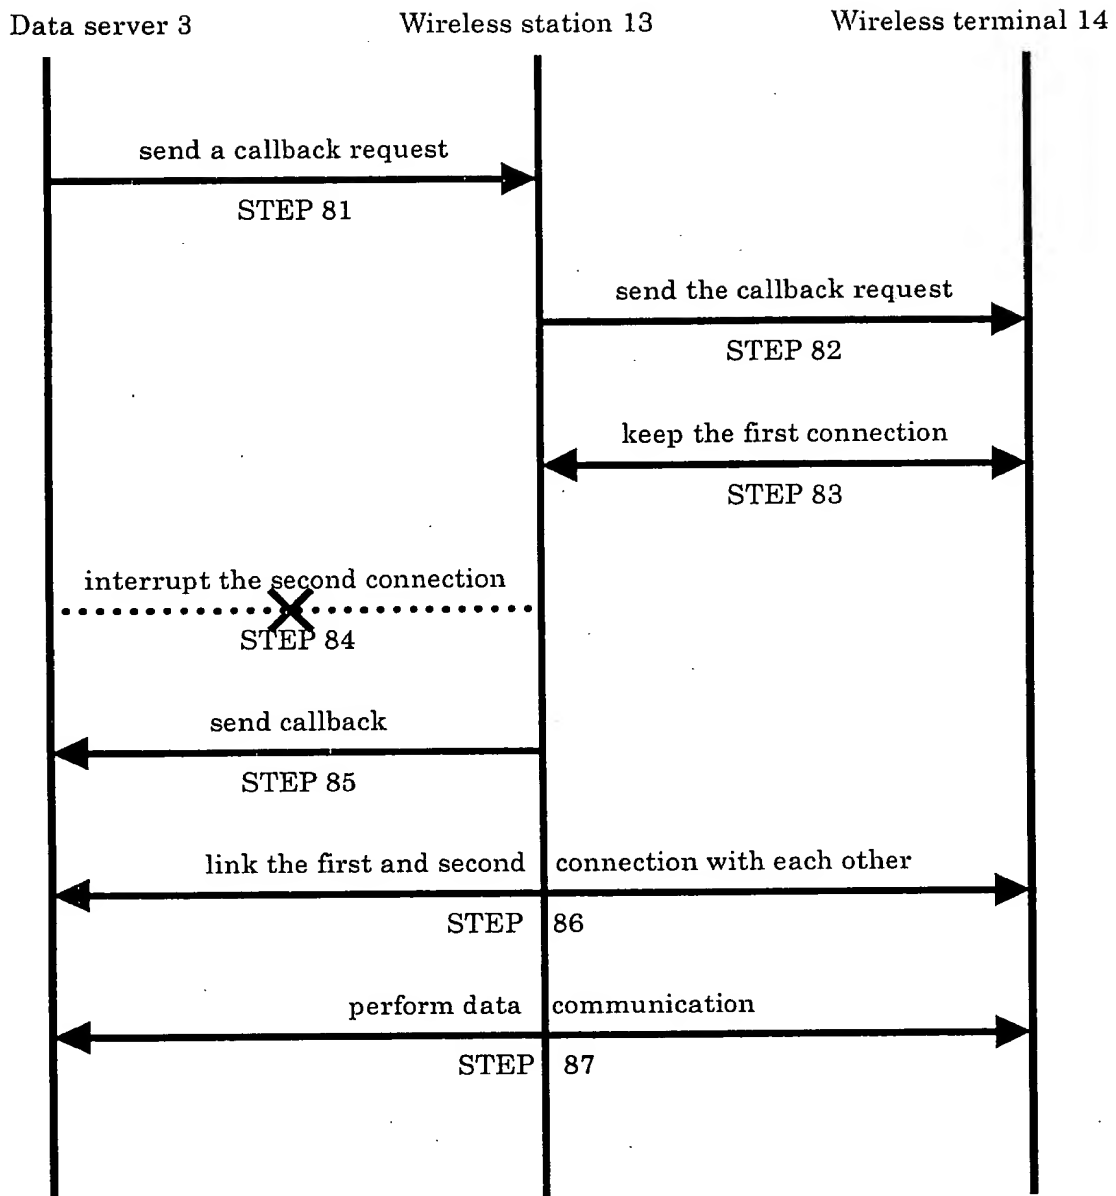 Data server 3 Wireless station 13 Wireless terminal 14
send a callback request
STEP 81
send the callback request
STEP 82
keep the first connection
STEP 83
interrupt the second connection
STEP 84
send callback
STEP 85
link the first and second connection with each other
STEP 86
perform data communication
STEP 87